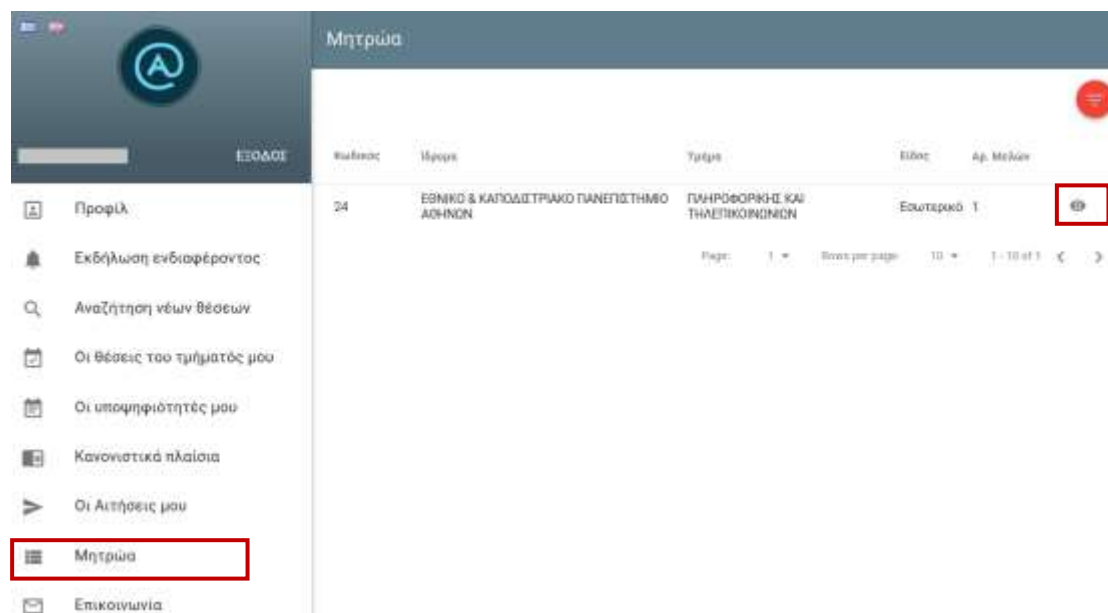 Μητρώα
ΕΞΟΔΟΣ
Κωδικός Ίδρυμα Τμήμα Είδος Αρ. Μελών
24 ΕΘΝΙΚΟ & ΚΑΠΟΔΙΣΤΡΙΑΚΟ ΠΑΝΕΠΙΣΤΗΜΙΟ ΠΛΗΡΟΦΟΡΙΚΗΣ ΚΑΙ Εσωτερικό 1
ΑΘΗΝΩΝ ΤΗΛΕΠΙΚΟΙΝΩΝΙΩΝ
Page: 1 Rows per page: 10 1 - 10 of 1
Προφίλ
Εκδήλωση ενδιαφέροντος
Αναζήτηση νέων θέσεων
Οι θέσεις του τμήματός μου
Οι υποψηφιότητές μου
Κανονιστικά πλαίσια
Οι Αιτήσεις μου
Μητρώα
Επικοινωνία